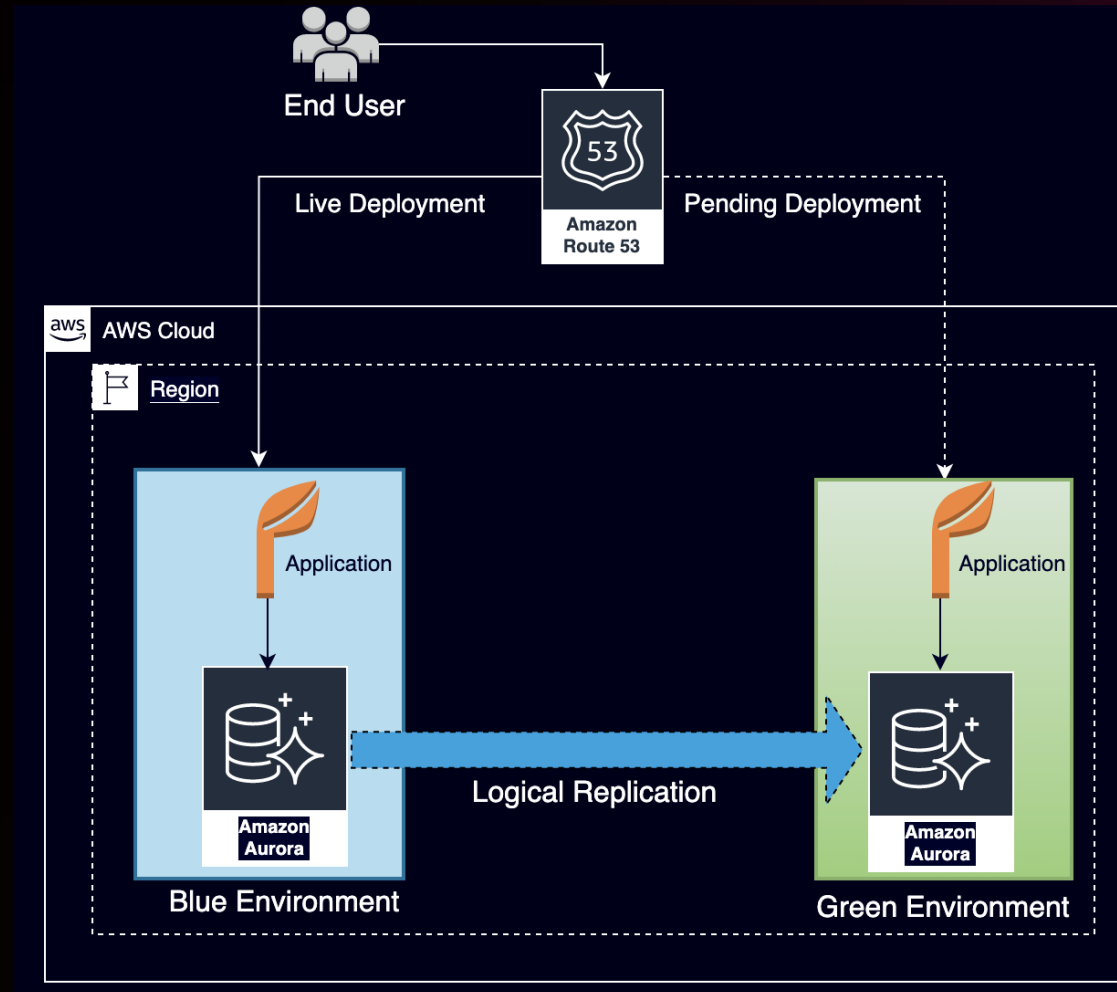 End User
53
Live Deployment
Pending Deployment
Amazon
Route 53
aws
AWS Cloud
Region
Application
Application
Logical Replication
Amazon
Aurora
Amazon
Aurora
Blue Environment
Green Environment